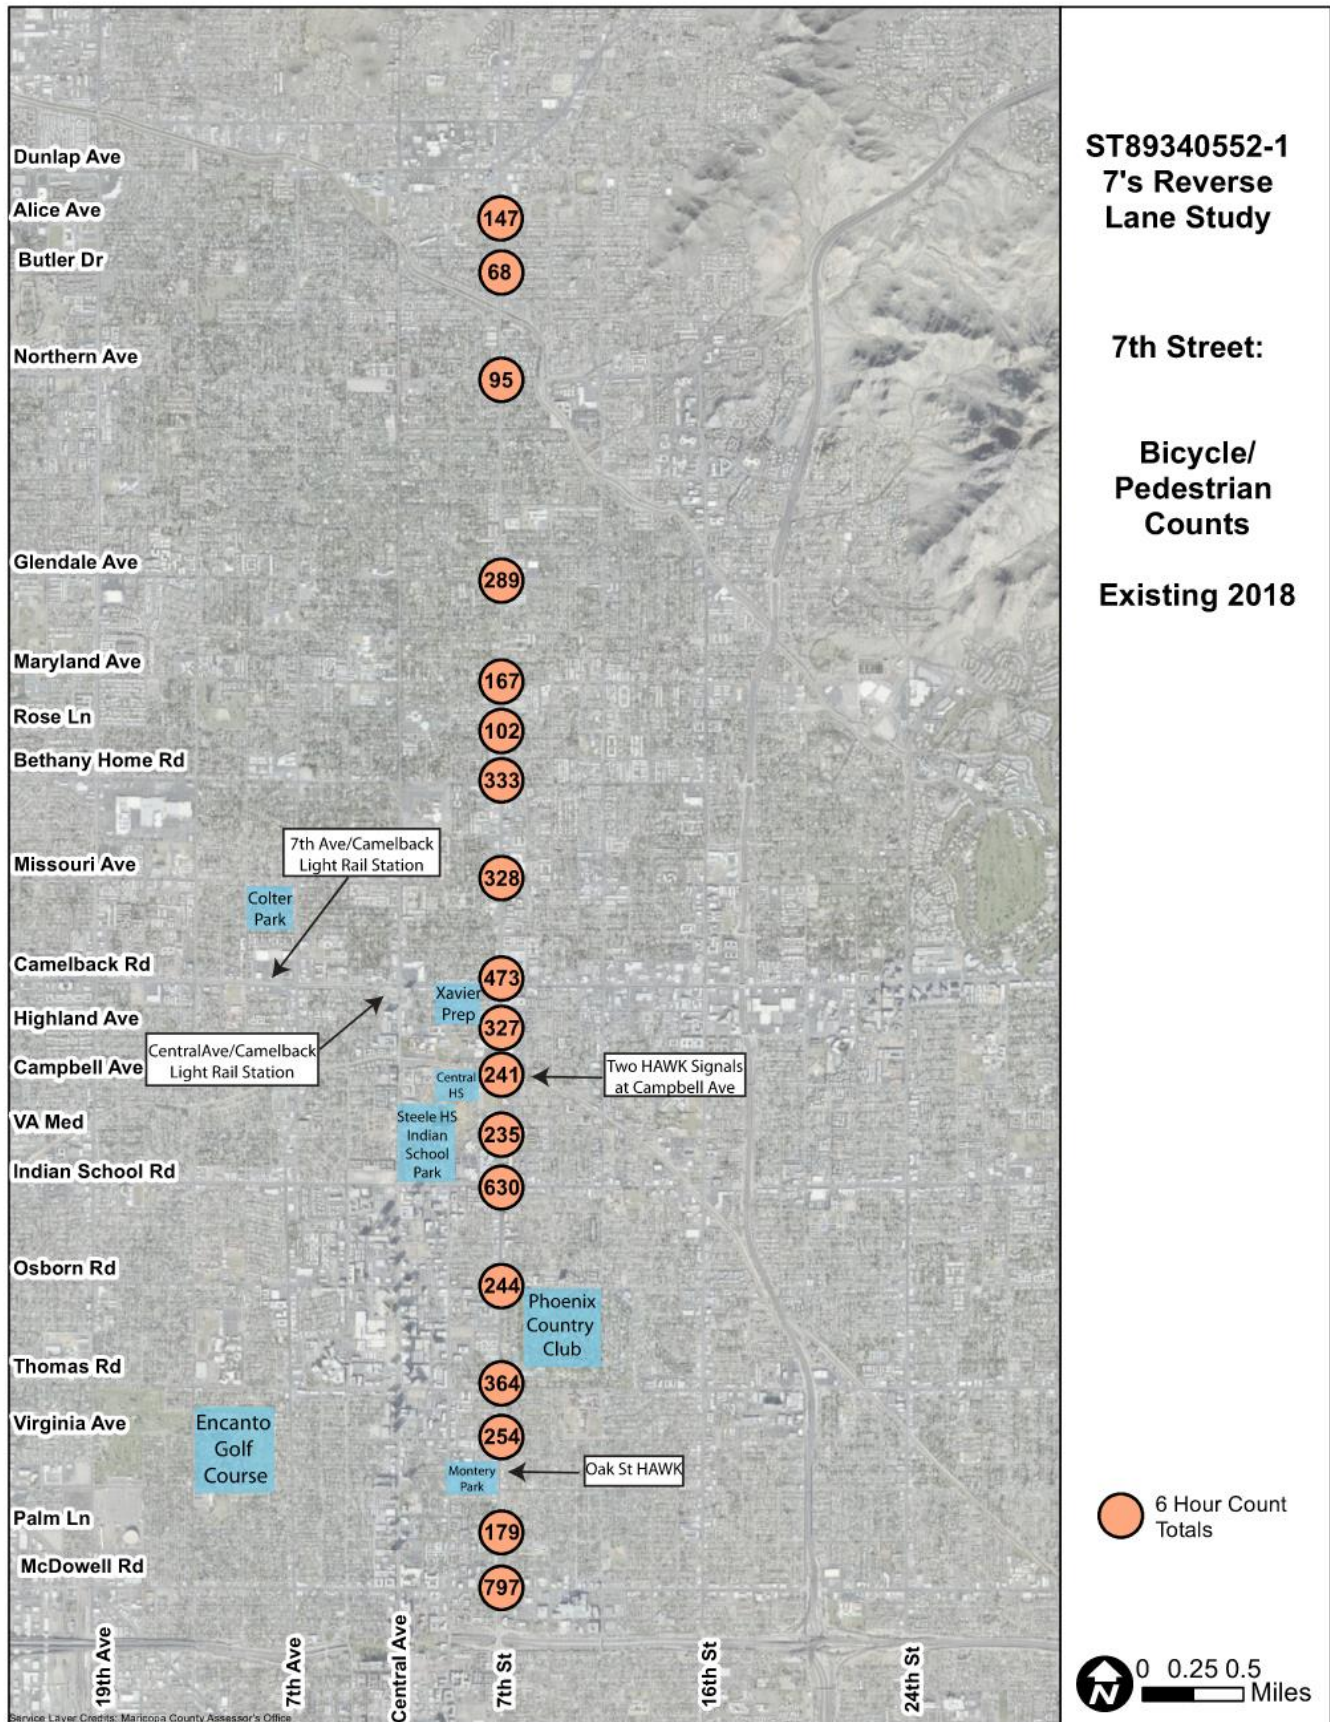 ST89340552-1
7's Reverse
Lane Study
7th Street:
Bicycle/
Pedestrian
Counts
Existing 2018
Dunlap Ave
Alice Ave
147
Butler Dr
68
Northern Ave
95
Glendale Ave
289
Maryland Ave
167
Rose Ln
102
Bethany Home Rd
333
7th Ave/Camelback
Light Rail Station
Missouri Ave
328
Colter
Park
Camelback Rd
473
Xavier
Prep
Highland Ave
327
CentralAve/Camelback
Light Rail Station
Campbell Ave
241
Two HAWK Signals
at Campbell Ave
Central
HS
Steele HS
Indian
School
Park
VA Med
235
Indian School Rd
630
Osborn Rd
244
Phoenix
Country
Club
Thomas Rd
364
Virginia Ave
254
Encanto
Golf
Course
Montery
Park
Oak St HAWK
Palm Ln
179
McDowell Rd
797
19th Ave
7th Ave
Central Ave
7th St
16th St
24th St
6 Hour Count
Totals
N
0 0.25 0.5
Miles
Service Layer Credits: Maricopa County Assessor's Office